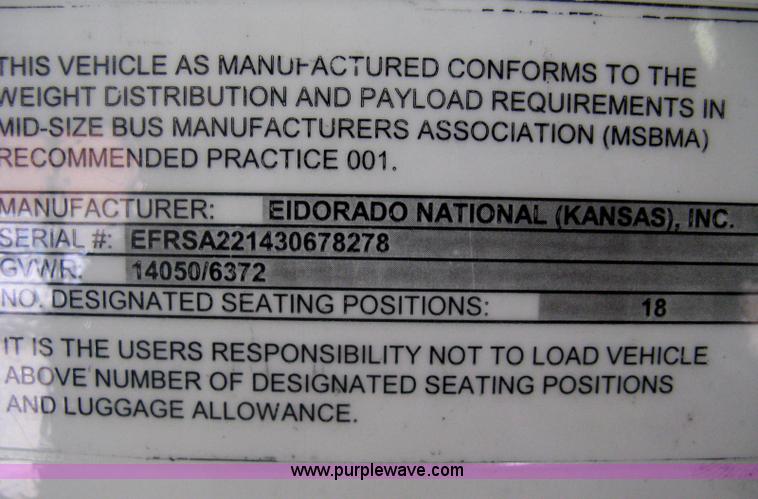 THIS VEHICLE AS MANUFACTURED CONFORMS TO THE
WEIGHT DISTRIBUTION AND PAYLOAD REQUIREMENTS IN
MID-SIZE BUS MANUFACTURERS ASSOCIATION (MSBMA)
RECOMMENDED PRACTICE 001.
MANUFACTURER: EIDORADO NATIONAL (KANSAS), INC.
SERIAL #: EFRSA221430678278
GVWR: 14050/6372
NO. DESIGNATED SEATING POSITIONS: 18
IT IS THE USERS RESPONSIBILITY NOT TO LOAD VEHICLE
ABOVE NUMBER OF DESIGNATED SEATING POSITIONS
AND LUGGAGE ALLOWANCE.
www.purplewave.com